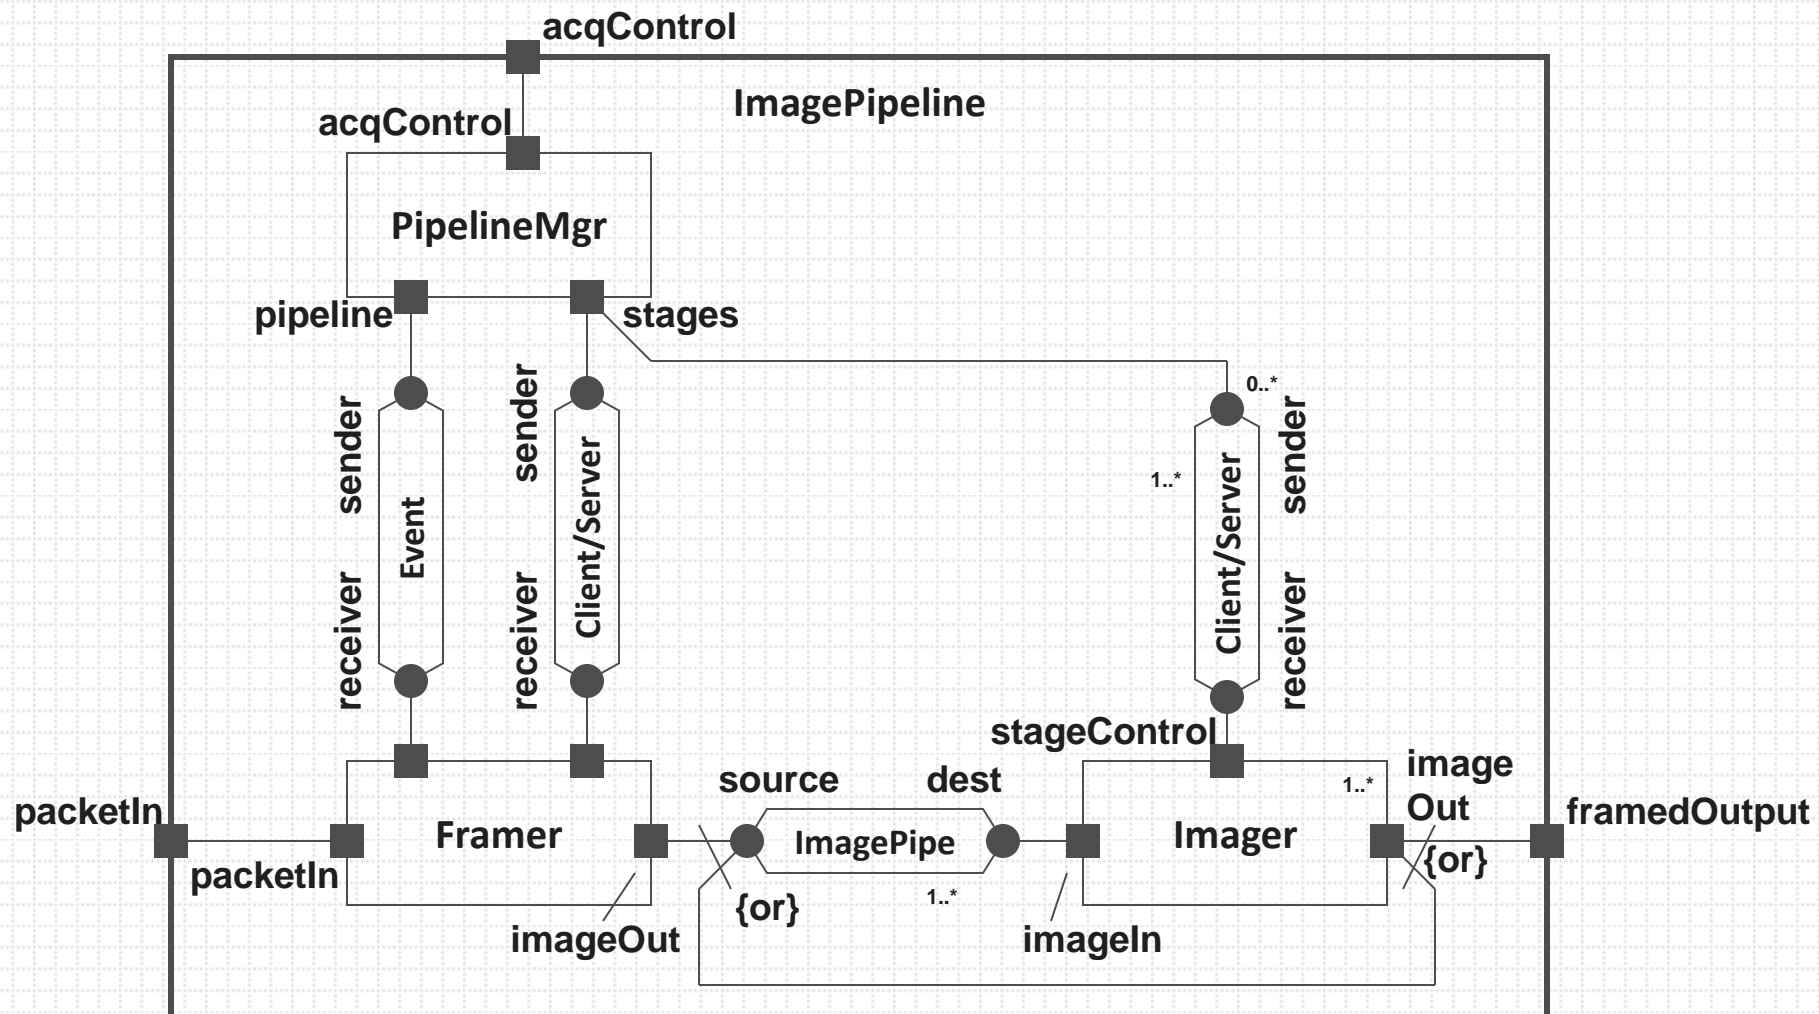 acqControl
ImagePipeline
acqControl
PipelineMgr
pipeline
stages
sender
receiver
Event
sender
receiver
Client/Server
0..*
1..*
sender
receiver
Client/Server
stageControl
packetIn
packetIn
Framer
source
dest
ImagePipe
1..*
{or}
imageOut
imageIn
Imager
1..*
image
Out
{or}
framedOutput